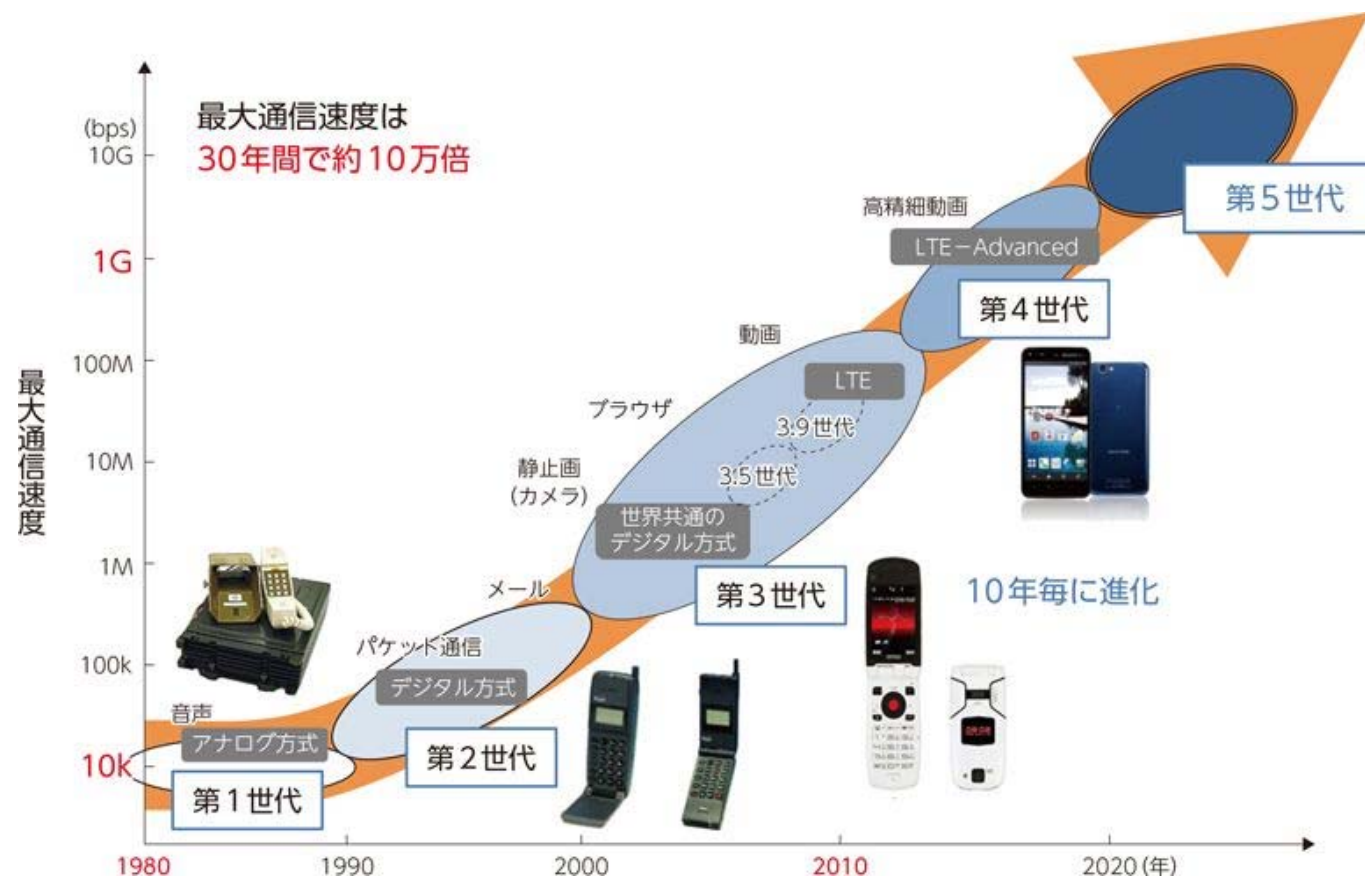 最大通信速度は
30年間で約10万倍
(bps)
10G
1G
100M
10M
1M
100k
10k
最大通信速度
音声
アナログ方式
第1世代
パケット通信
デジタル方式
第2世代
メール
静止画
(カメラ)
ブラウザ
動画
世界共通の
デジタル方式
3.5世代
3.9世代
LTE
第3世代
高精細動画
LTE－Advanced
第4世代
第5世代
10年毎に進化
1980
1990
2000
2010
2020(年)